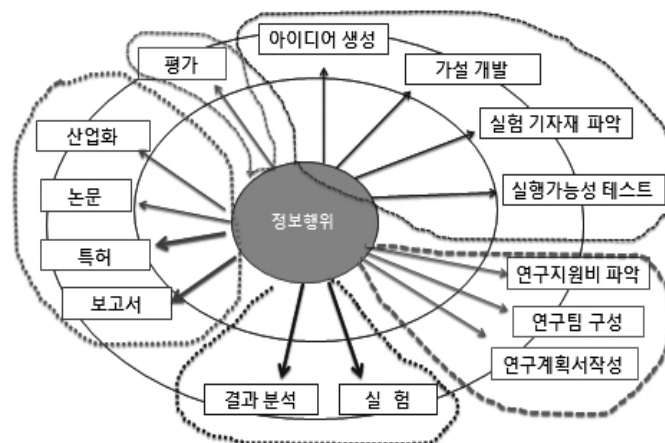 아이디어 생성
평가
가설 개발
산업화
실험 기자재 파악
논문
실행가능성 테스트
정보행위
특허
연구지원비 파악
보고서
연구팀 구성
연구계획서작성
결과 분석
실 험